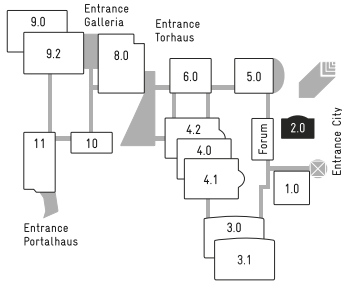 Entrance
Galleria
Entrance
Torhaus
9.0
9.2
8.0
6.0
5.0
4.2
4.0
4.1
Forum
2.0
Entrance City
11
10
1.0
3.0
3.1
Entrance
Portalhaus